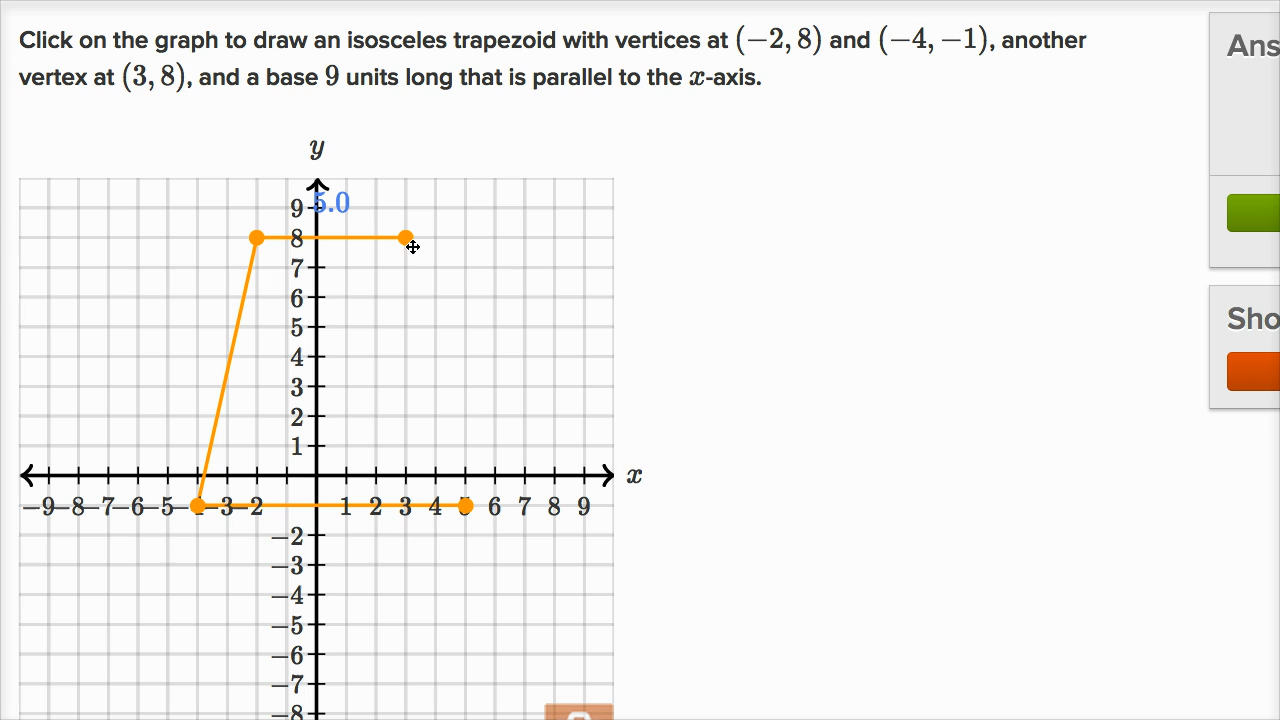 Click on the graph to draw an isosceles trapezoid with vertices at (−2, 8) and (−4, −1), another
vertex at (3, 8), and a base 9 units long that is parallel to the x-axis.
Ans
Sho
y
5.0
9
8
7
6
5
4
3
2
1
x
−9 −8 −7 −6 −5 −3 −2 1 2 3 4 5 6 7 8 9
−2
−3
−4
−5
−6
−7
−8